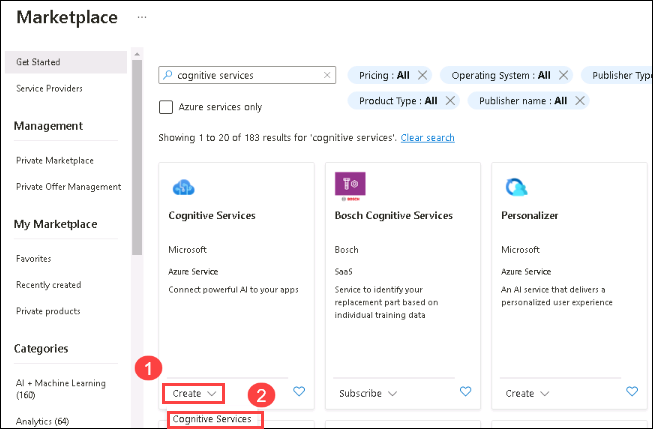 Marketplace ...
Get Started
Service Providers
Management
Private Marketplace
Private Offer Management
My Marketplace
Favorites
Recently created
Private products
Categories
AI + Machine Learning
(160)
Analytics (64)
cognitive services
Pricing : All
Operating System : All
Publisher Type
Azure services only
Product Type : All
Publisher name : All
Showing 1 to 20 of 183 results for 'cognitive services'. Clear search
Cognitive Services
Microsoft
Azure Service
Connect powerful AI to your apps
1
Create
2
Cognitive Services
Bosch Cognitive Services
Bosch
SaaS
Service to identify your
replacement part based on
individual training data
Subscribe
Personalizer
Microsoft
Azure Service
An AI service that delivers a
personalized user experience
Create